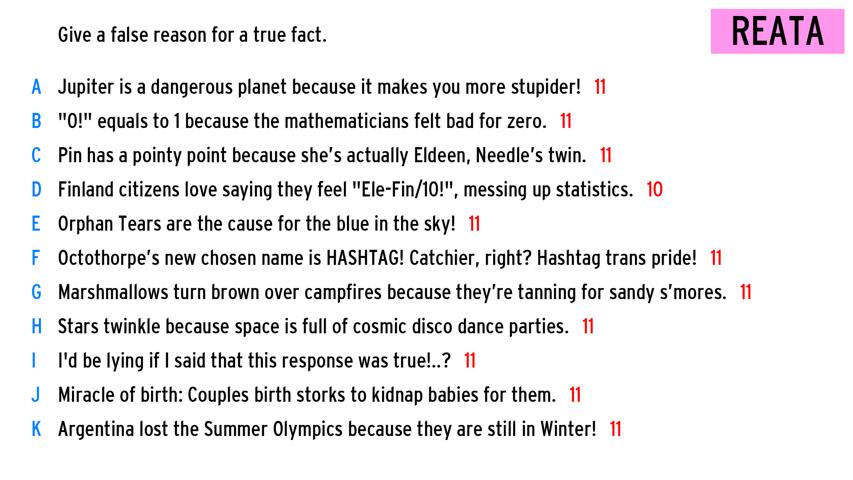 Give a false reason for a true fact.
REATA
A Jupiter is a dangerous planet because it makes you more stupider! 11
B "0!" equals to 1 because the mathematicians felt bad for zero. 11
C Pin has a pointy point because she's actually Eldeen, Needle's twin. 11
D Finland citizens love saying they feel "Ele-Fin/10!", messing up statistics. 10
E Orphan Tears are the cause for the blue in the sky! 11
F Octothorpe's new chosen name is HASHTAG! Catchier, right? Hashtag trans pride! 11
G Marshmallows turn brown over campfires because they're tanning for sandy s'mores. 11
H Stars twinkle because space is full of cosmic disco dance parties. 11
I I'd be lying if I said that this response was true!..? 11
J Miracle of birth: Couples birth storks to kidnap babies for them. 11
K Argentina lost the Summer Olympics because they are still in Winter! 11